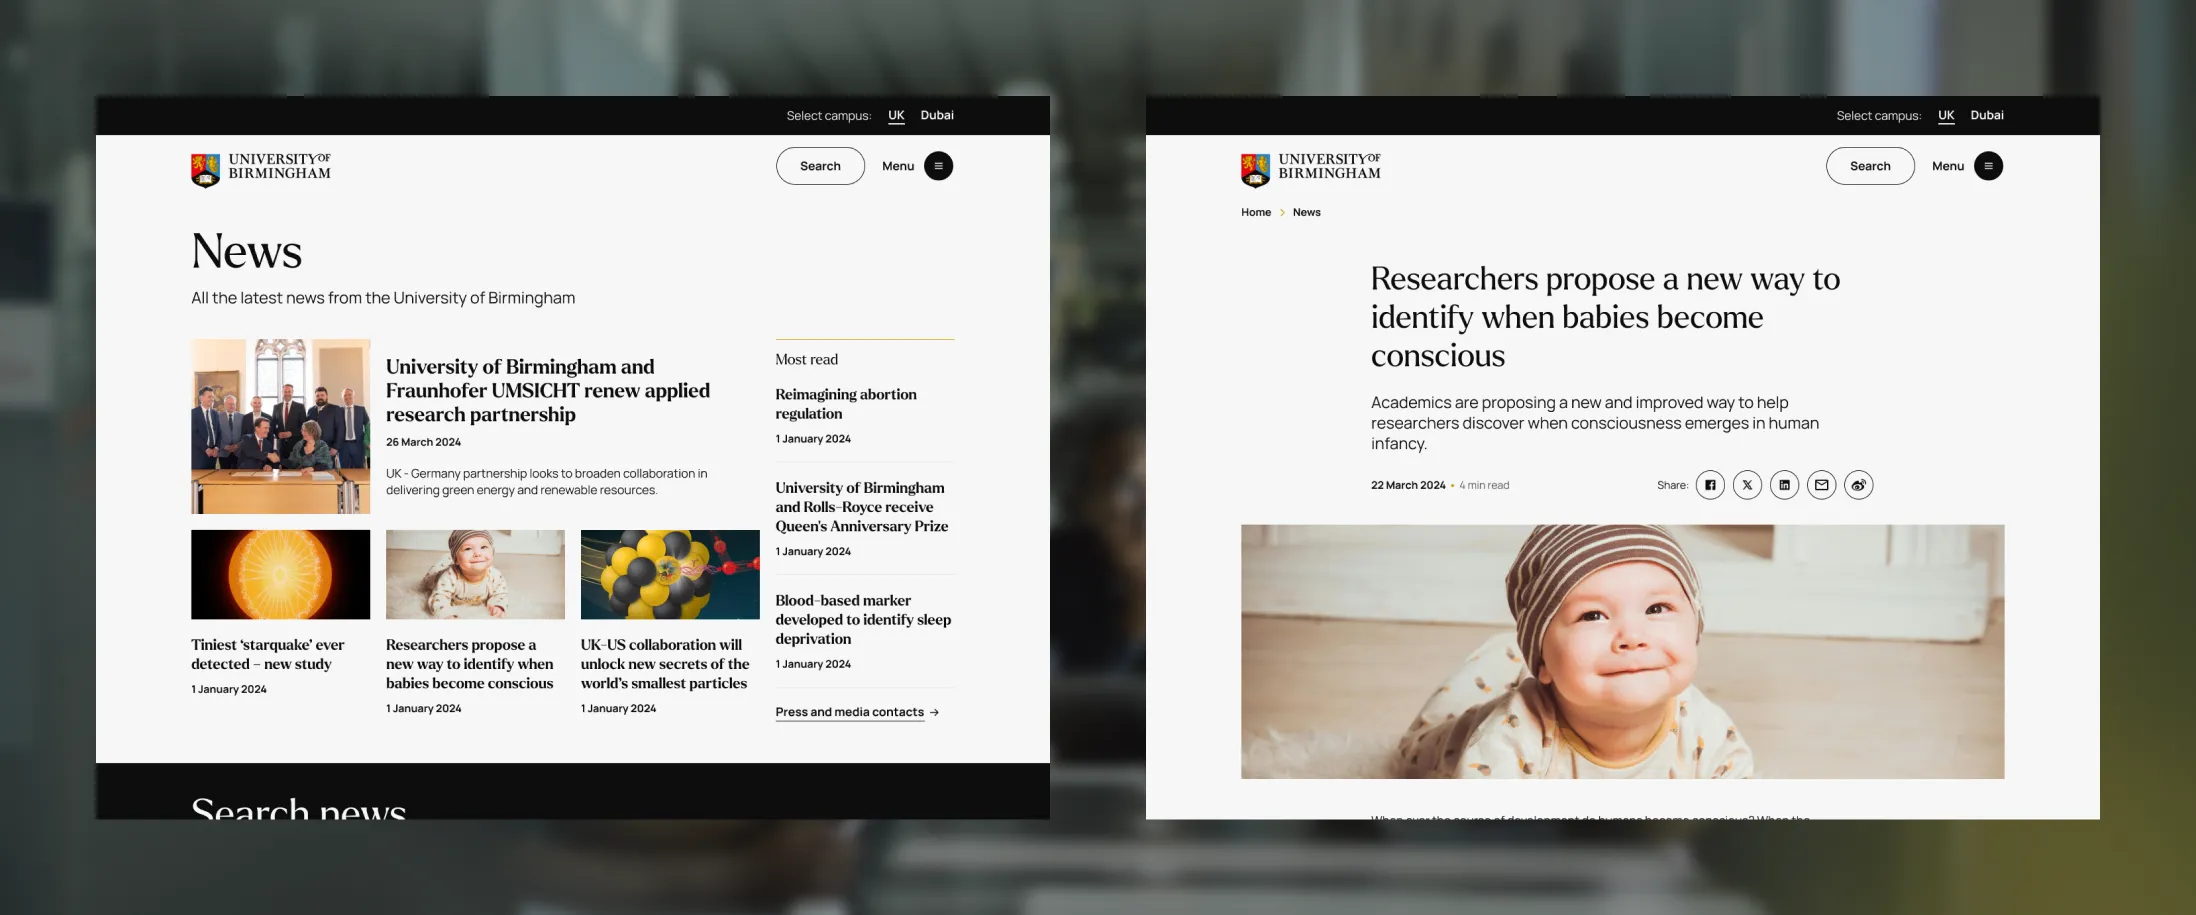 Select campus: UK Dubai
UNIVERSITY OF
BIRMINGHAM
Search
Menu
News
All the latest news from the University of Birmingham
University of Birmingham and
Fraunhofer UMSICHT renew applied
research partnership
26 March 2024
UK - Germany partnership looks to broaden collaboration in
delivering green energy and renewable resources.
Tiniest ‘starquake’ ever
detected – new study
1 January 2024
Researchers propose a
new way to identify when
babies become conscious
1 January 2024
UK-US collaboration will
unlock new secrets of the
world’s smallest particles
1 January 2024
Most read
Reimagining abortion
regulation
1 January 2024
University of Birmingham
and Rolls-Royce receive
Queen's Anniversary Prize
1 January 2024
Blood-based marker
developed to identify sleep
deprivation
1 January 2024
Press and media contacts →
Search news
Select campus: UK Dubai
UNIVERSITY OF
BIRMINGHAM
Search
Menu
Home > News
Researchers propose a new way to
identify when babies become
conscious
Academics are proposing a new and improved way to help
researchers discover when consciousness emerges in human
infancy.
22 March 2024 • 4 min read
Share: